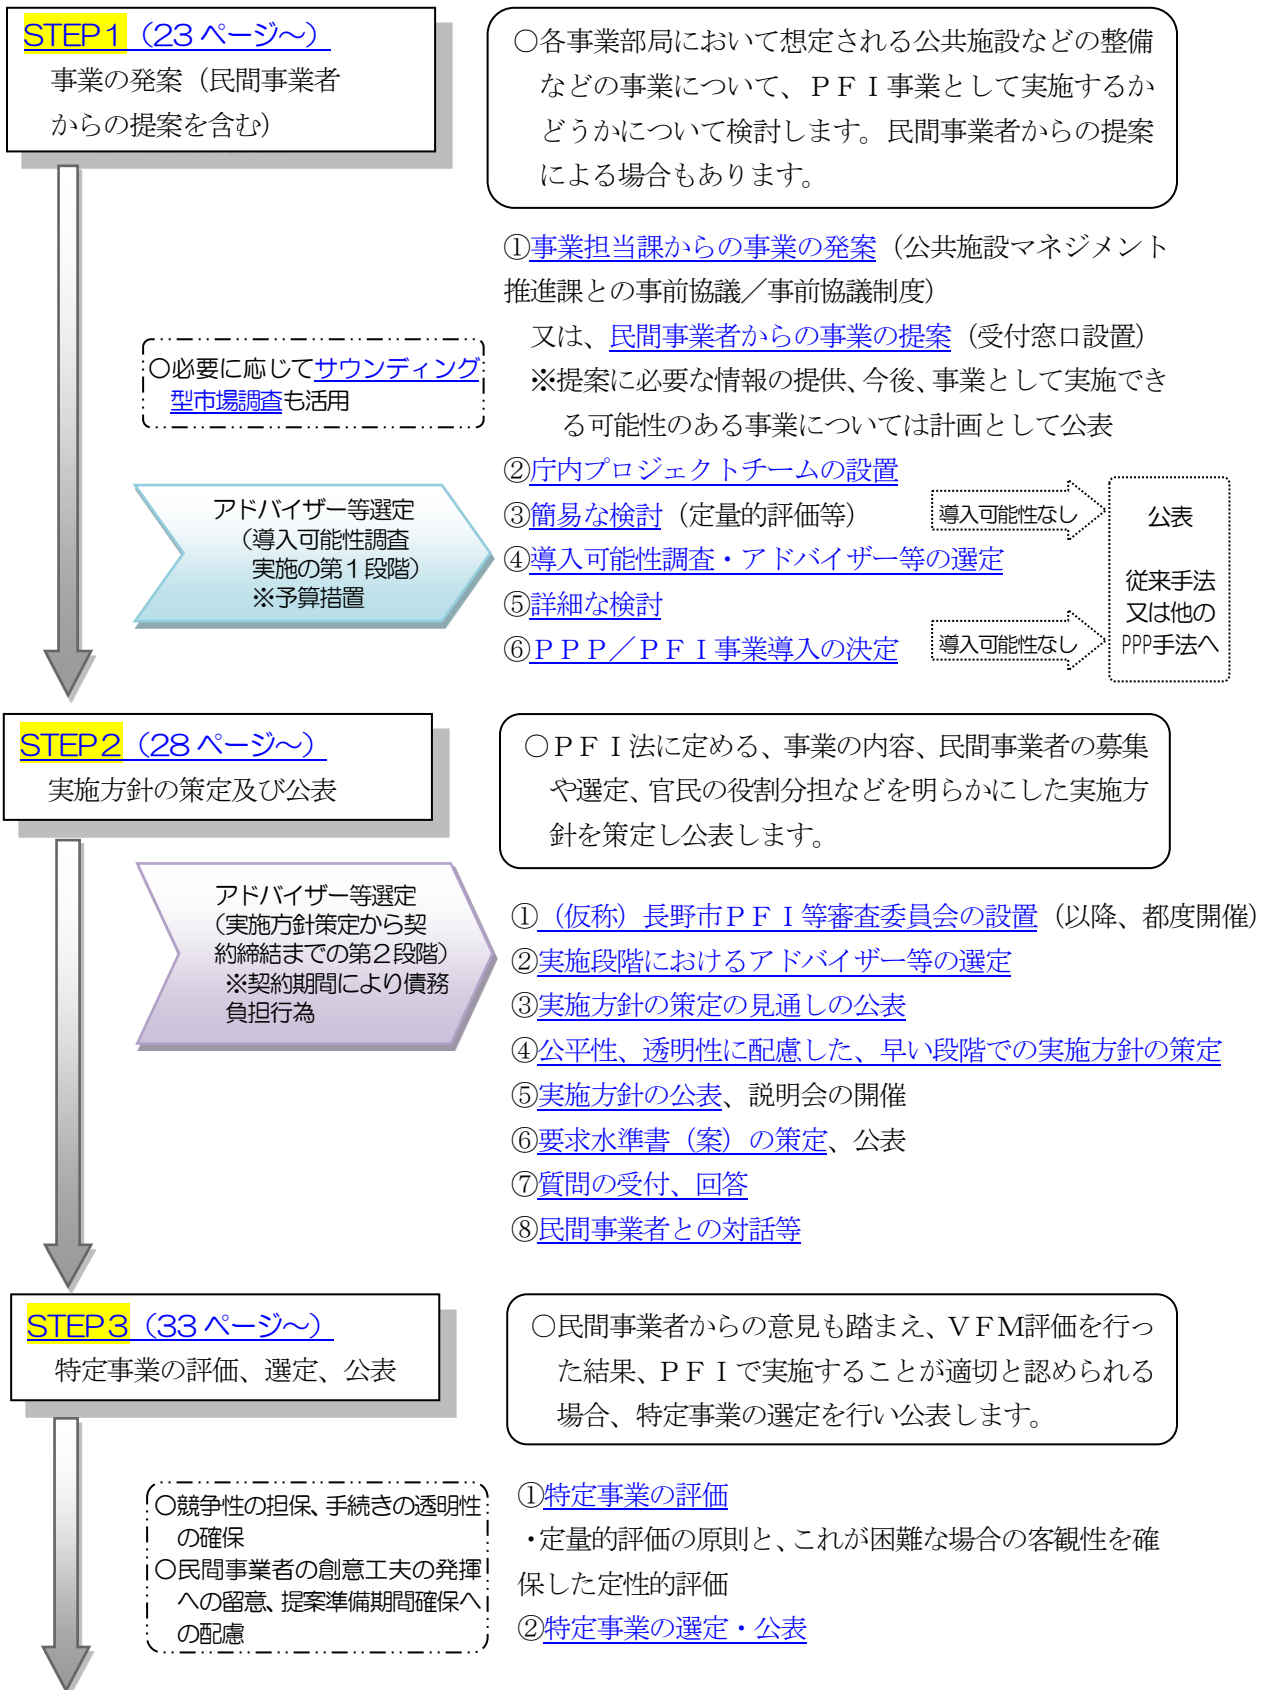 STEP1（23ページ～）
事業の発案（民間事業者
からの提案を含む）
○各事業部局において想定される公共施設などの整備
などの事業について、ＰＦＩ事業として実施するか
どうかについて検討します。民間事業者からの提案
による場合もあります。
①事業担当課からの事業の発案（公共施設マネジメント
推進課との事前協議／事前協議制度）
又は、民間事業者からの事業の提案（受付窓口設置）
※提案に必要な情報の提供、今後、事業として実施でき
る可能性のある事業については計画として公表
○必要に応じてサウンディング
型市場調査も活用
②庁内プロジェクトチームの設置
③簡易な検討（定量的評価等）
④導入可能性調査・アドバイザー等の選定
⑤詳細な検討
⑥ＰＰＰ／ＰＦＩ事業導入の決定
アドバイザー等選定
（導入可能性調査
実施の第１段階）
※予算措置
導入可能性なし
導入可能性なし
公表
従来手法
又は他の
PPP手法へ
STEP2（28ページ～）
実施方針の策定及び公表
○ＰＦＩ法に定める、事業の内容、民間事業者の募集
や選定、官民の役割分担などを明らかにした実施方
針を策定し公表します。
アドバイザー等選定
（実施方針策定から契
約締結までの第２段階）
※契約期間により債務
負担行為
①（仮称）長野市ＰＦＩ等審査委員会の設置（以降、都度開催）
②実施段階におけるアドバイザー等の選定
③実施方針の策定の見通しの公表
④公平性、透明性に配慮した、早い段階での実施方針の策定
⑤実施方針の公表、説明会の開催
⑥要求水準書（案）の策定、公表
⑦質問の受付、回答
⑧民間事業者との対話等
STEP3（33ページ～）
特定事業の評価、選定、公表
○民間事業者からの意見も踏まえ、ＶＦＭ評価を行っ
た結果、ＰＦＩで実施することが適切と認められる
場合、特定事業の選定を行い公表します。
○競争性の担保、手続きの透明性
の確保
○民間事業者の創意工夫の発揮
への留意、提案準備期間確保へ
の配慮
①特定事業の評価
・定量的評価の原則と、これが困難な場合の客観性を確
保した定性的評価
②特定事業の選定・公表